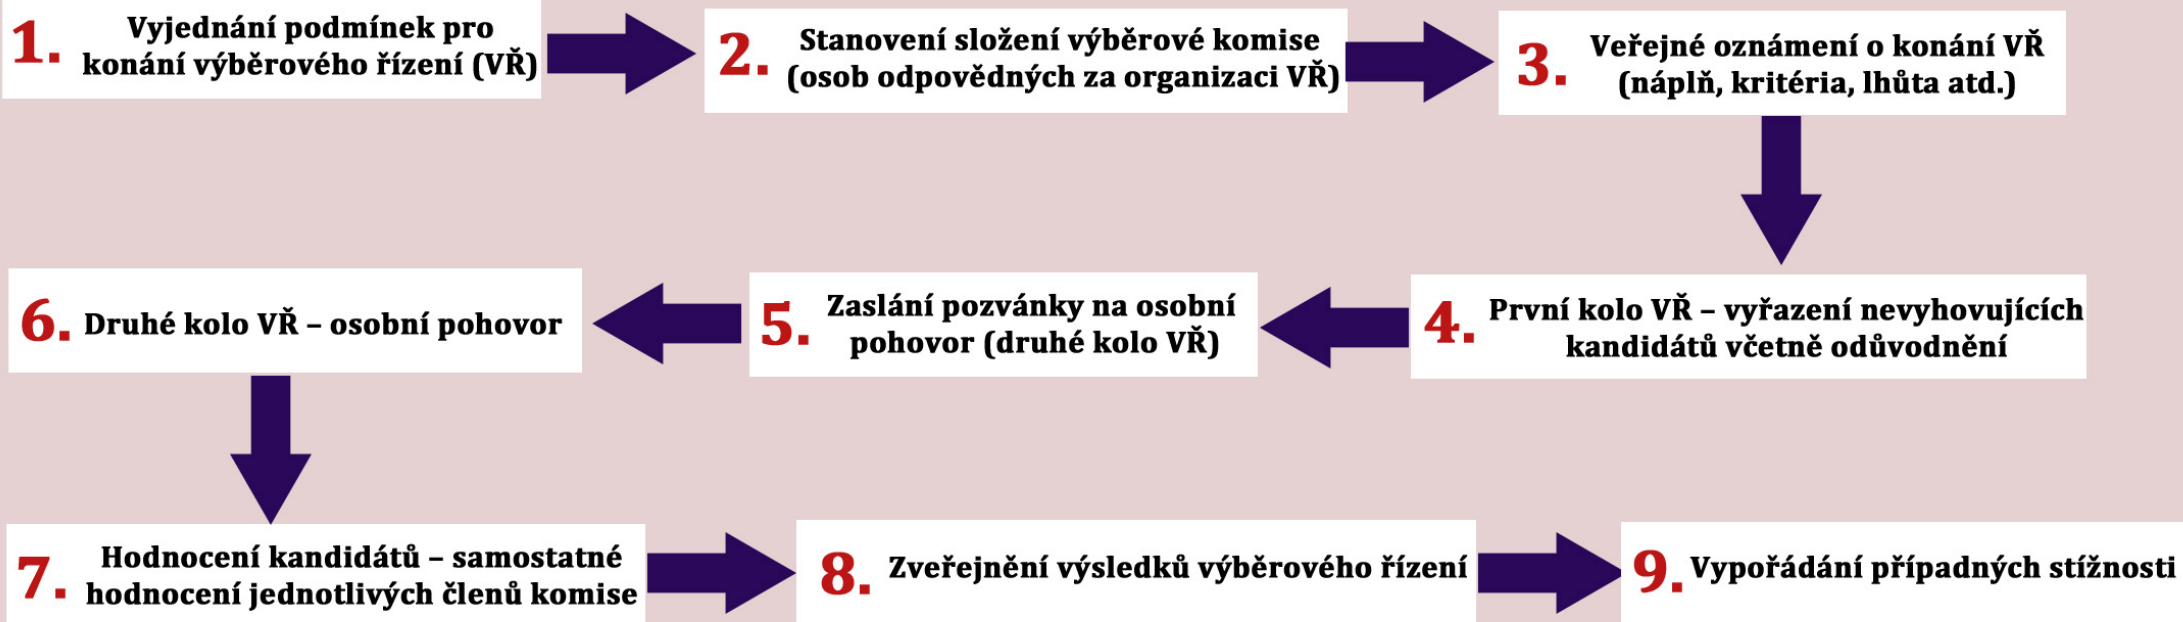 1. Vyjednání podmínek pro
konání výběrového řízení (VŘ)
2. Stanovení složení výběrové komise
(osob odpovědných za organizaci VŘ)
3. Veřejné oznámení o konání VŘ
(náplň, kritéria, lhůta atd.)
4. První kolo VŘ – vyřazení nevyhovujících
kandidátů včetně odůvodnění
5. Zaslání pozvánky na osobní
pohovor (druhé kolo VŘ)
6. Druhé kolo VŘ – osobní pohovor
7. Hodnocení kandidátů – samostatné
hodnocení jednotlivých členů komise
8. Zveřejnění výsledků výběrového řízení
9. Vypořádání případných stížnosti